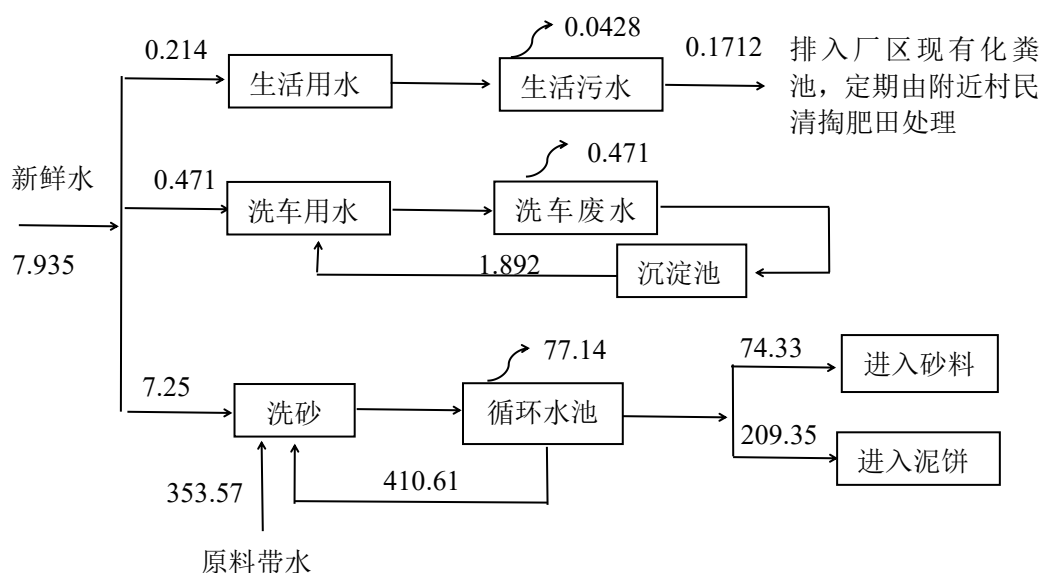 0.0428
0.214
0.1712
生活用水
生活污水
排入厂区现有化粪
池，定期由附近村民
清掏肥田处理
新鲜水
7.935
0.471
0.471
洗车用水
洗车废水
1.892
沉淀池
77.14
74.33
进入砂料
7.25
洗砂
循环水池
209.35
进入泥饼
410.61
353.57
原料带水